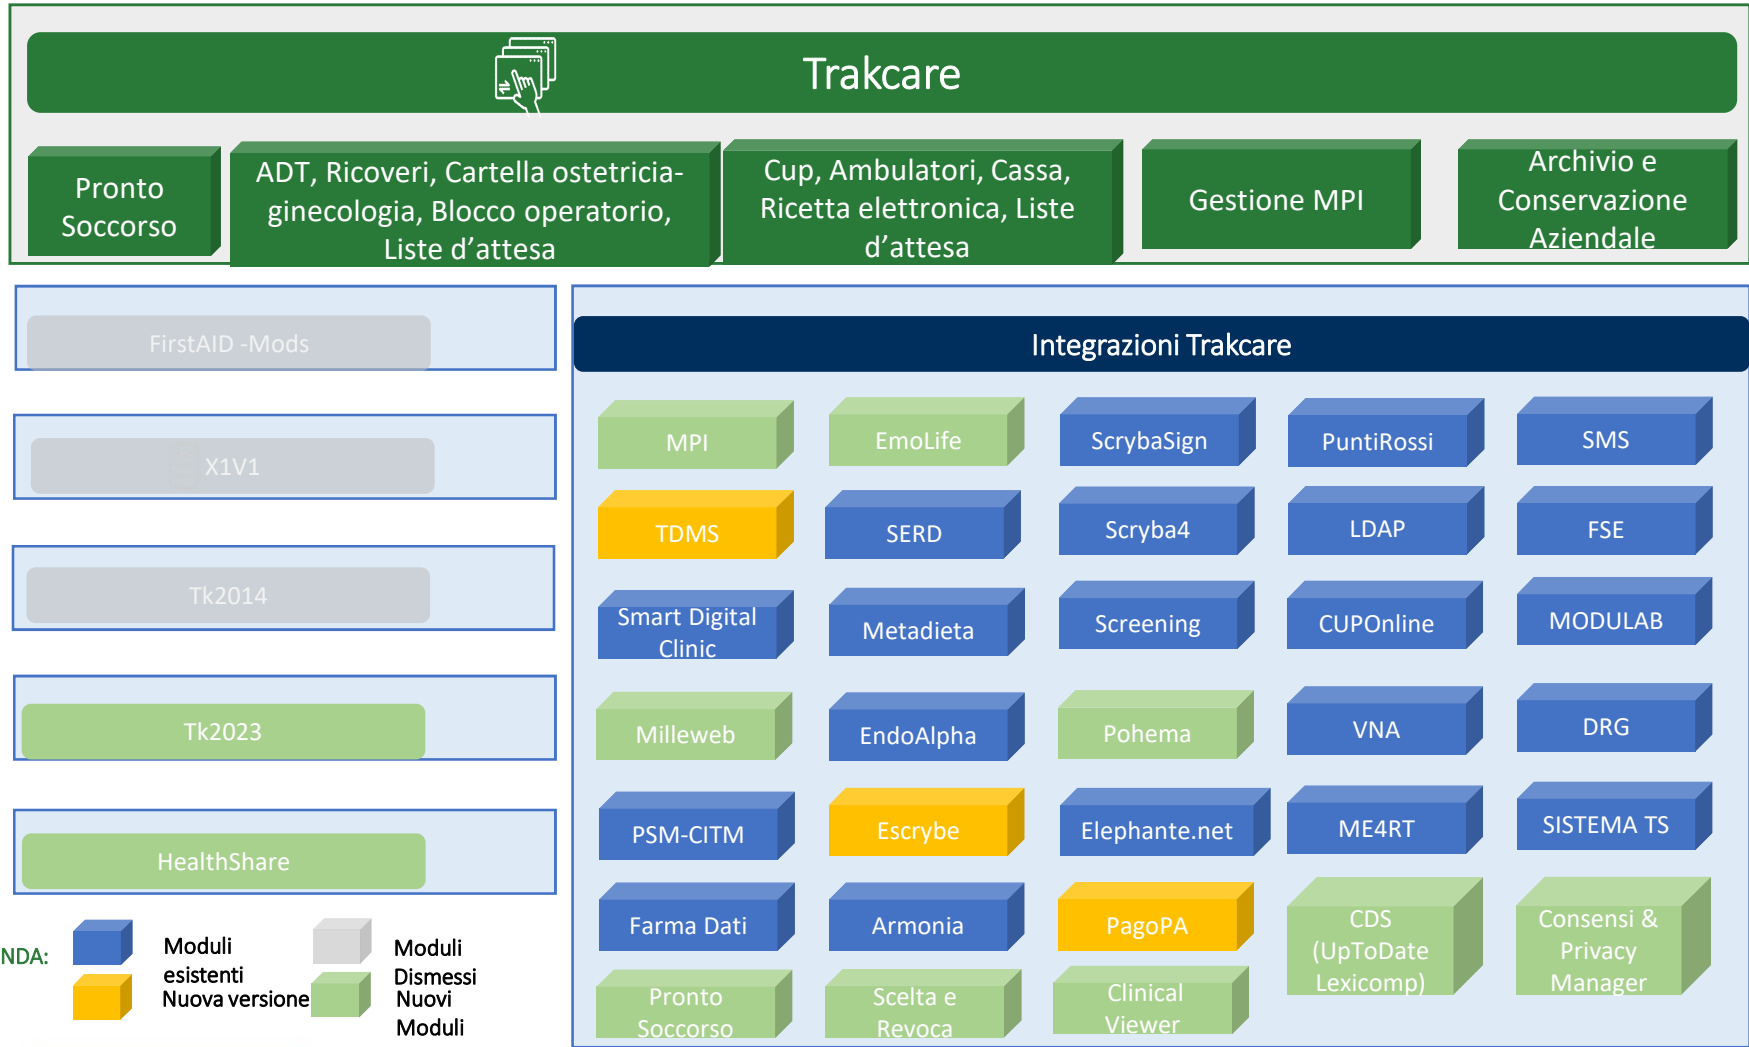 Trakcare
Pronto
Soccorso
ADT, Ricoveri, Cartella ostetricia-
ginecologia, Blocco operatorio,
Liste d’attesa
Cup, Ambulatori, Cassa,
Ricetta elettronica, Liste
d’attesa
Gestione MPI
Archivio e
Conservazione
Aziendale
FirstAID -Mods
X1V1
Tk2014
Tk2023
HealthShare
Integrazioni Trakcare
MPI
EmoLife
ScrybaSign
PuntiRossi
SMS
TDMS
SERD
Scryba4
LDAP
FSE
Smart Digital
Clinic
Metadieta
Screening
CUPOnline
MODULAB
Milleweb
EndoAlpha
Pohema
VNA
DRG
PSM-CITM
Escrybe
Elephante.net
ME4RT
SISTEMA TS
Farma Dati
Armonia
PagoPA
CDS
(UpToDate
Lexicomp)
Consensi &
Privacy
Manager
Pronto
Soccorso
Scelta e
Revoca
Clinical
Viewer
NDA:
Moduli
esistenti
Nuova versione
Moduli
Dismessi
Nuovi
Moduli